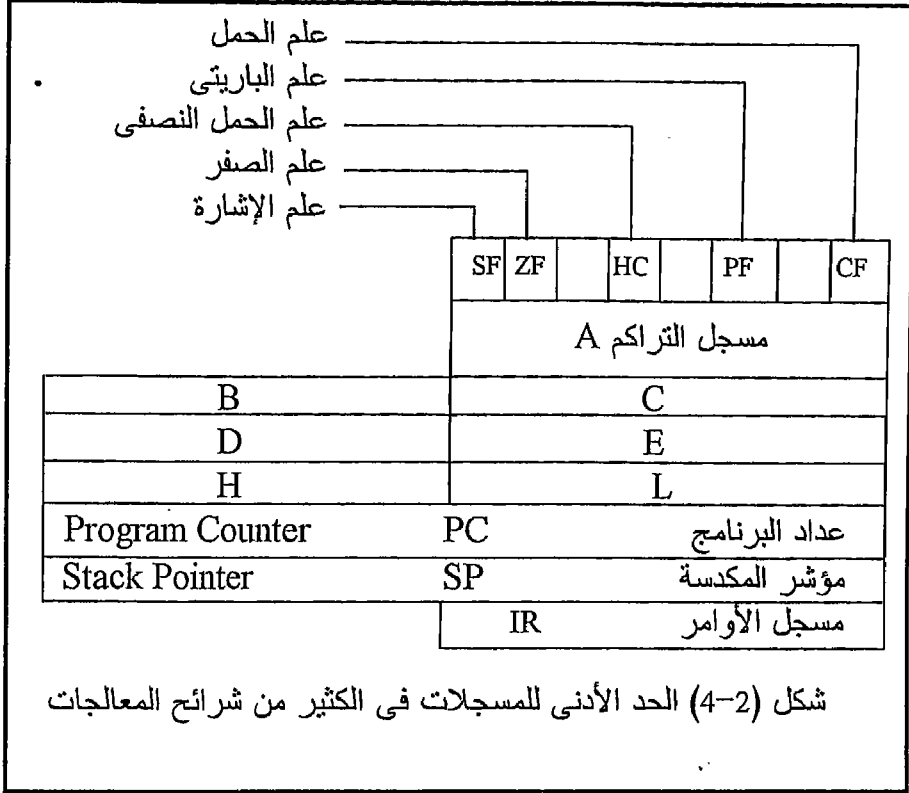 علم الحمل
علم الباريتى
علم الحمل النصفى
علم الصفر
علم الإشارة
SF ZF HC PF CF
مسجل التراكم A
B C
D E
H L
Program Counter PC عداد البرنامج
Stack Pointer SP مؤشر المكدسة
IR مسجل الأوامر
شكل (2-4) الحد الأدنى للمسجلات فى الكثير من شرائح المعالجات